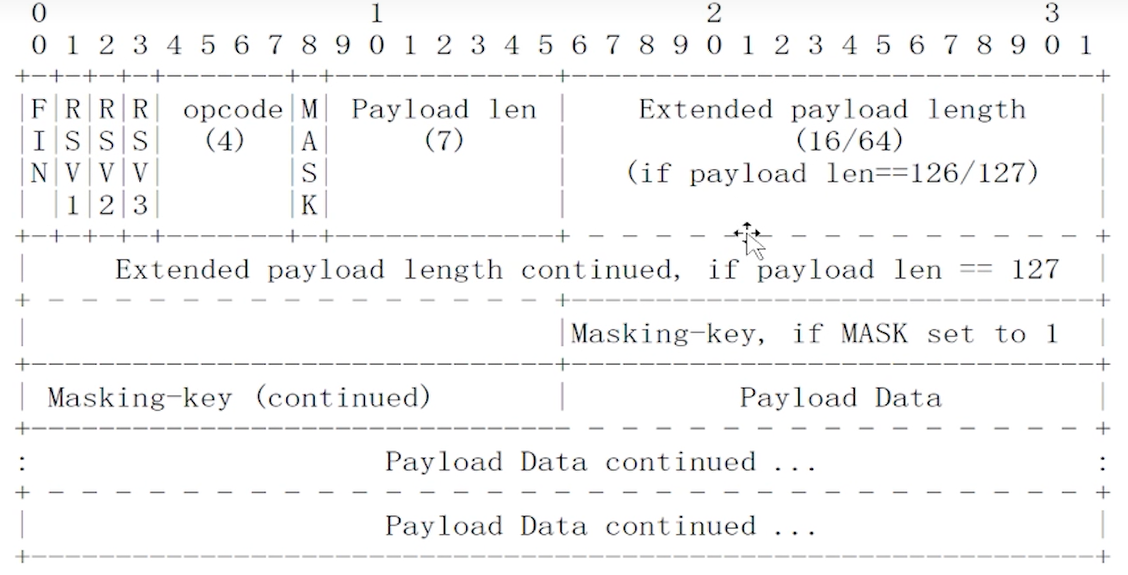 0 1 2 3
0 1 2 3 4 5 6 7 8 9 0 1 2 3 4 5 6 7 8 9 0 1 2 3 4 5 6 7 8 9 0 1
+-+-+-+-+-------+-+-------------+-------------------------------+
|F|R|R|R| opcode|M| Payload len | Extended payload length |
|I|S|S|S| (4) |A| (7) | (16/64) |
|N|V|V|V| |S| | (if payload len==126/127) |
| |1|2|3| |K| | |
+-+-+-+-+-------+-+-------------+ - - - - - - - - - - - - - - - +
| Extended payload length continued, if payload len == 127 |
+ - - - - - - - - - - - - - - - +-------------------------------+
| |Masking-key, if MASK set to 1 |
+-------------------------------+-------------------------------+
| Masking-key (continued) | Payload Data |
+-------------------------------- - - - - - - - - - - - - - - - +
: Payload Data continued ... :
+ - - - - - - - - - - - - - - - - - - - - - - - - - - - - - - - +
| Payload Data continued ... |
+---------------------------------------------------------------+